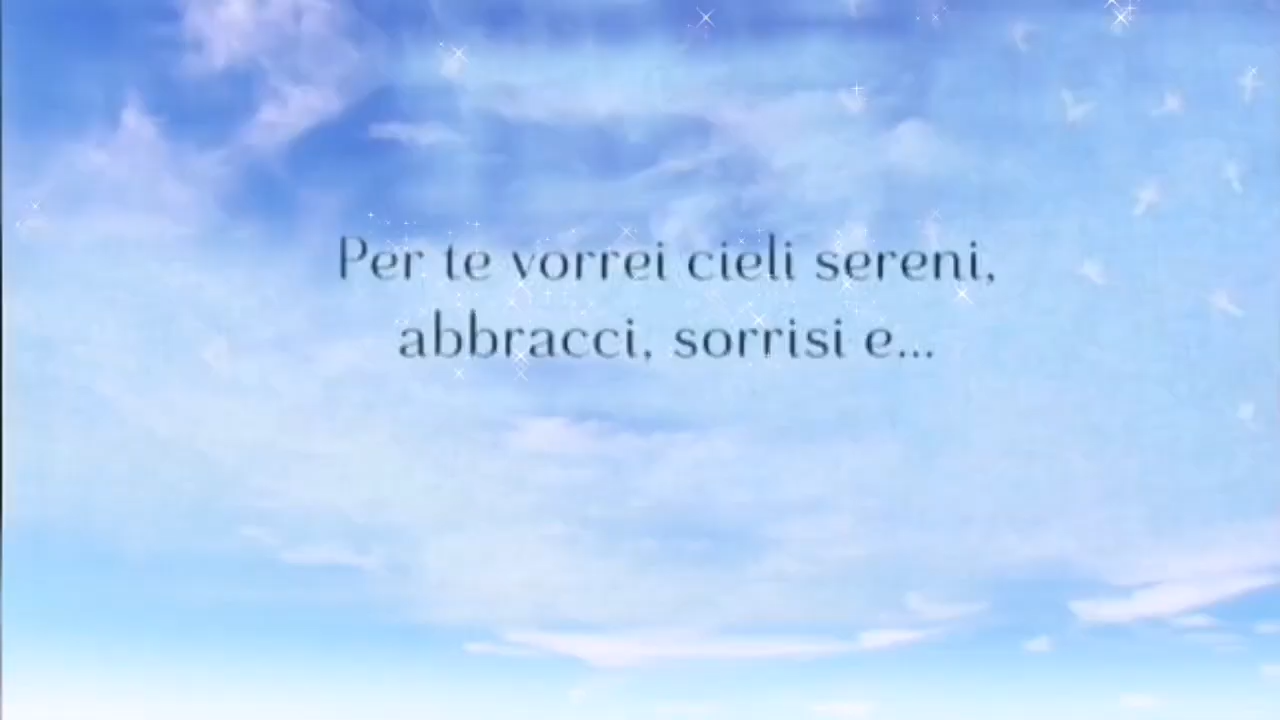 Per te vorrei cieli sereni,
abbracci, sorrisi e...